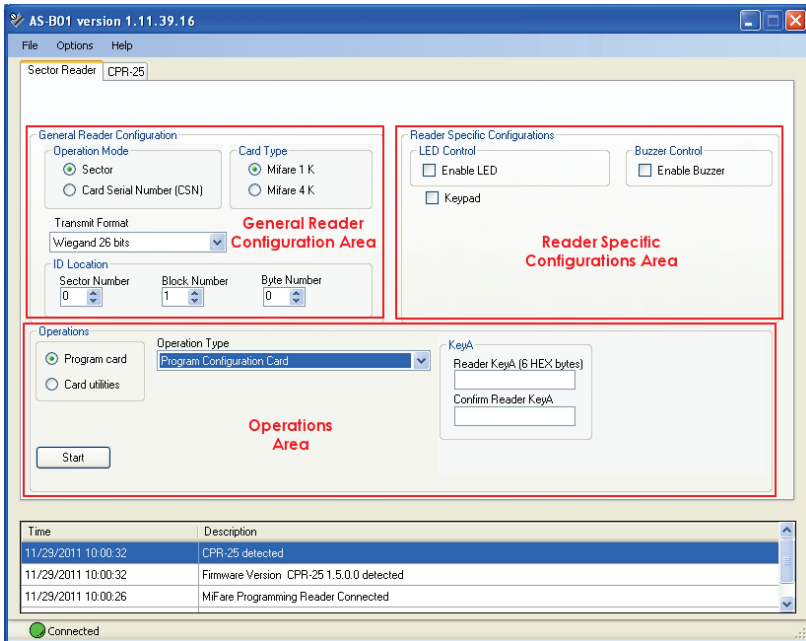 AS-B01 version 1.11.39.16
File Options Help
Sector Reader CPR-25
General Reader Configuration
Operation Mode
Sector
Card Serial Number (CSN)
Card Type
Mifare 1 K
Mifare 4 K
Transmit Format
Wiegand 26 bits
General Reader
Configuration Area
ID Location
Sector Number Block Number Byte Number
0 1 0
Reader Specific Configurations
LED Control
Enable LED
Buzzer Control
Enable Buzzer
Keypad
Reader Specific
Configurations Area
Operations
Program card
Card utilities
Operation Type
Program Configuration Card
KeyA
Reader KeyA (6 HEX bytes)
Confirm Reader KeyA
Operations
Area
Start
Time Description
11/29/2011 10:00:32 CPR-25 detected
11/29/2011 10:00:32 Firmware Version CPR-25 1.5.0.0 detected
11/29/2011 10:00:26 MiFare Programming Reader Connected
Connected